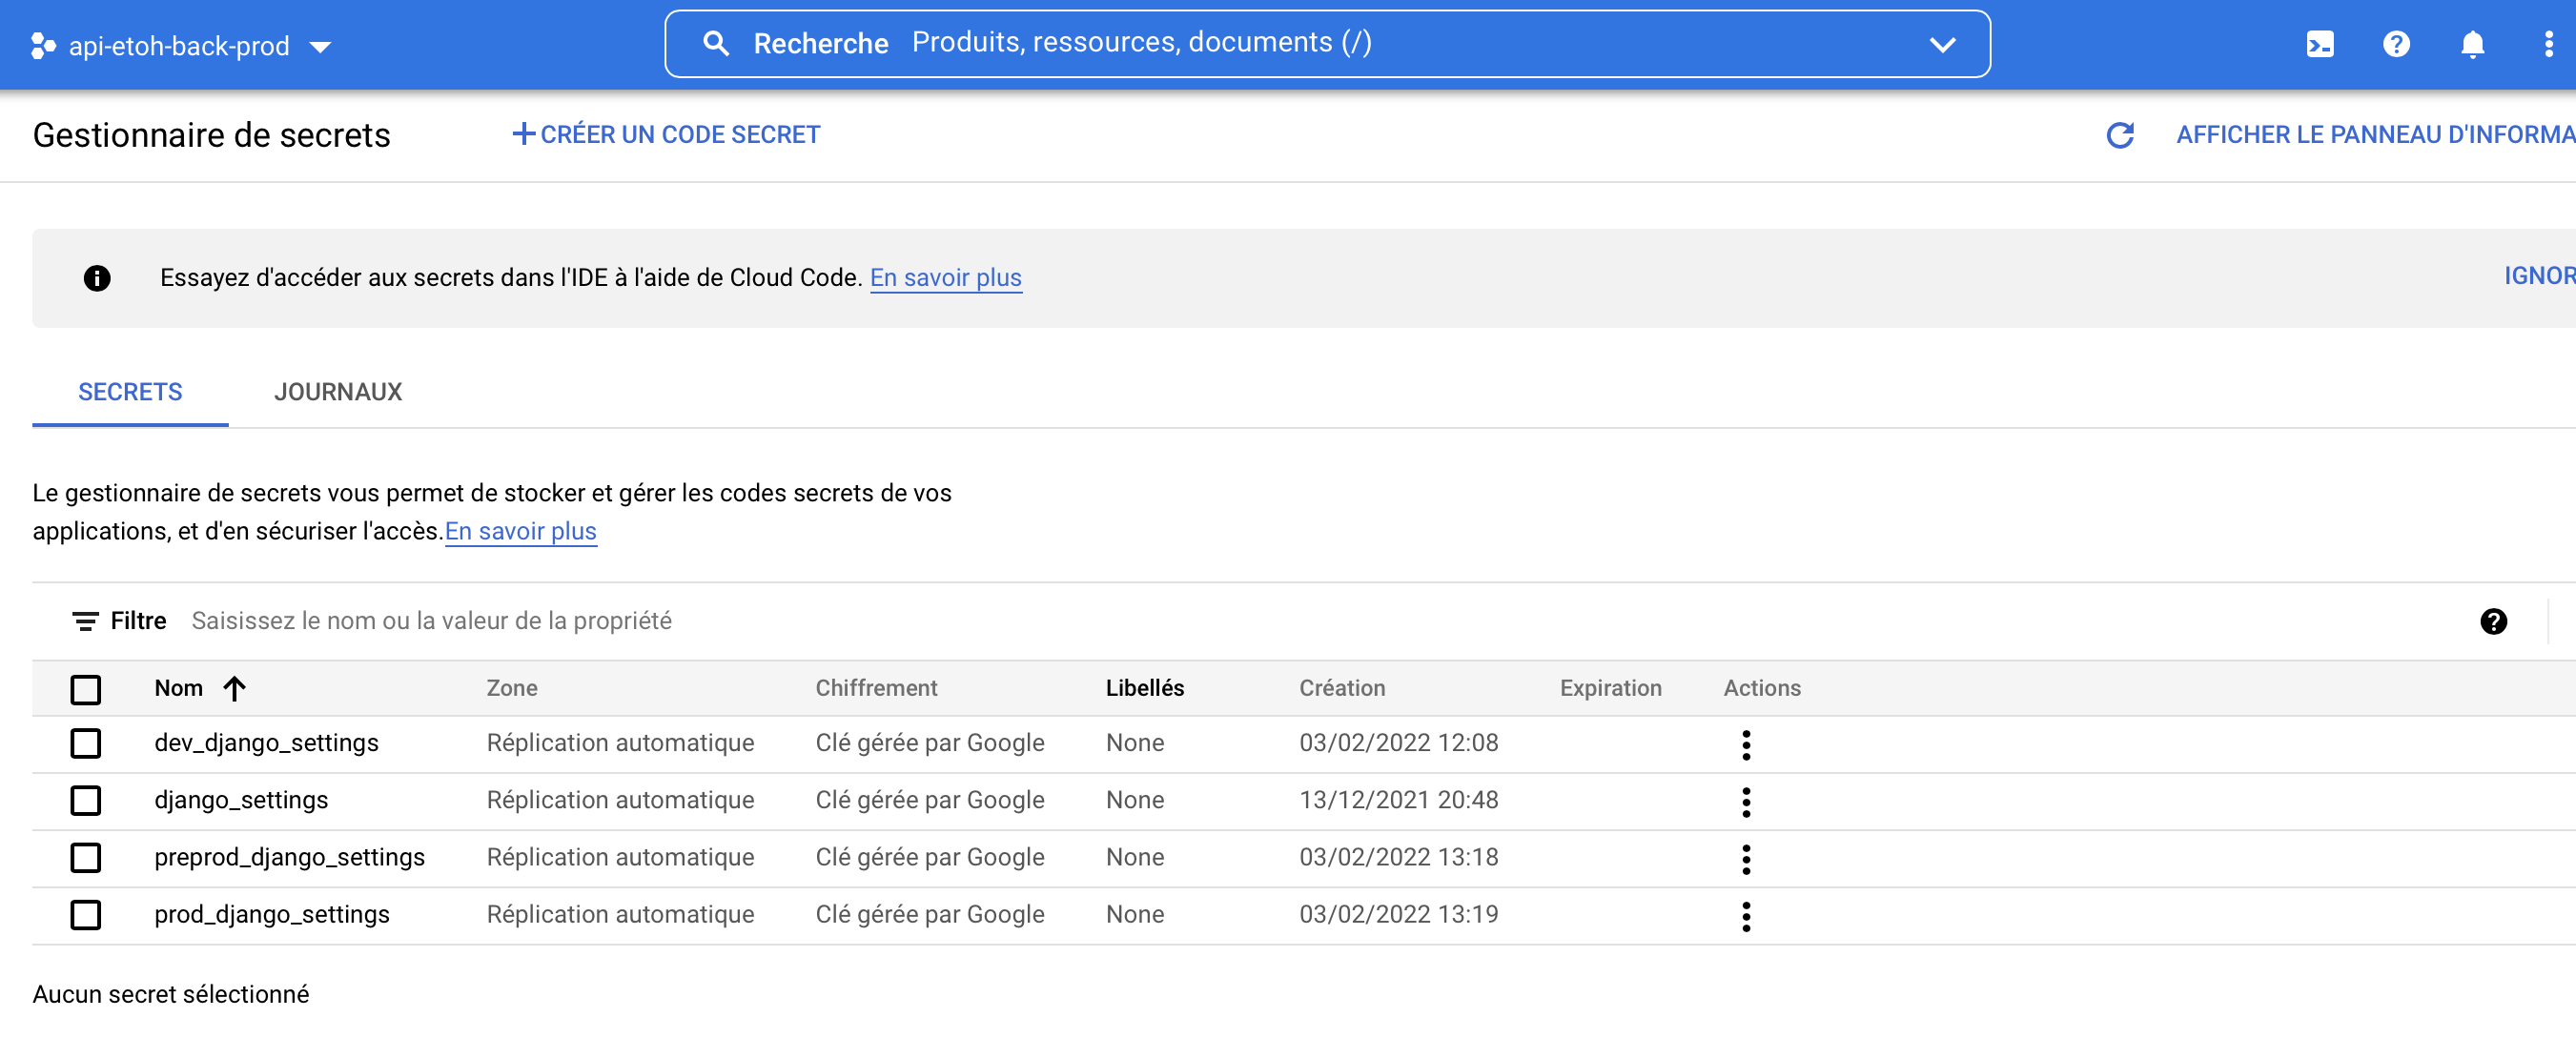 api-etoh-back-prod
Recherche Produits, ressources, documents (/)
Gestionnaire de secrets
CRÉER UN CODE SECRET
AFFICHER LE PANNEAU D'INFORMA
Essayez d'accéder aux secrets dans l'IDE à l'aide de Cloud Code. En savoir plus
IGNOR
SECRETS JOURNAUX
Le gestionnaire de secrets vous permet de stocker et gérer les codes secrets de vos
applications, et d'en sécuriser l'accès.En savoir plus
Filtre Saisissez le nom ou la valeur de la propriété
Nom Zone Chiffrement Libellés Création Expiration Actions
dev_django_settings Réplication automatique Clé gérée par Google None 03/02/2022 12:08
django_settings Réplication automatique Clé gérée par Google None 13/12/2021 20:48
preprod_django_settings Réplication automatique Clé gérée par Google None 03/02/2022 13:18
prod_django_settings Réplication automatique Clé gérée par Google None 03/02/2022 13:19
Aucun secret sélectionné